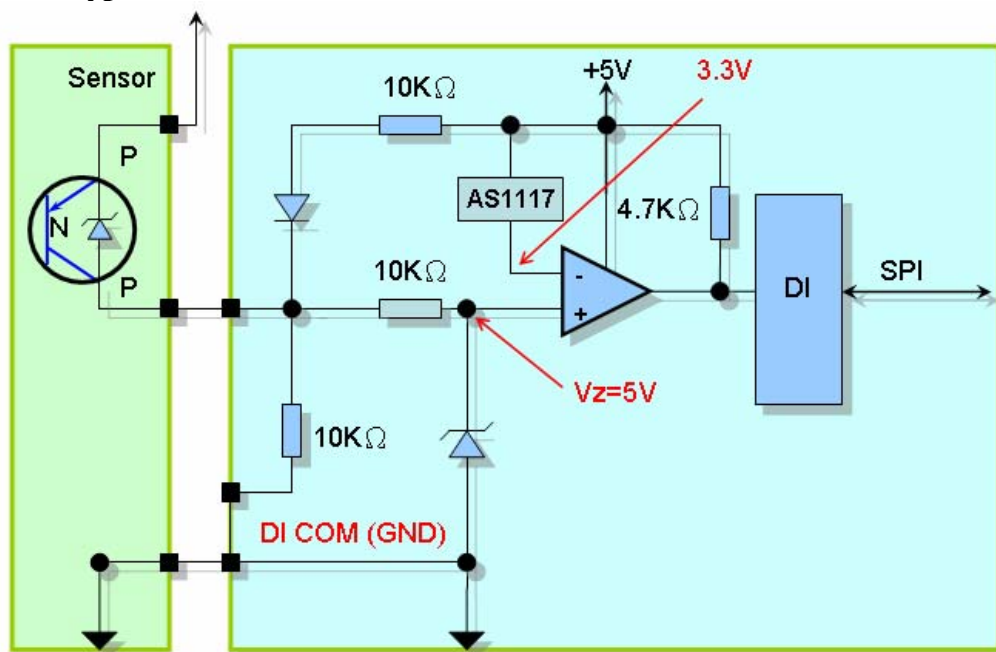 Sensor
P
N
P
10KΩ
+5V
3.3V
AS1117
4.7KΩ
10KΩ
-
+
DI
SPI
Vz=5V
10KΩ
DI COM (GND)